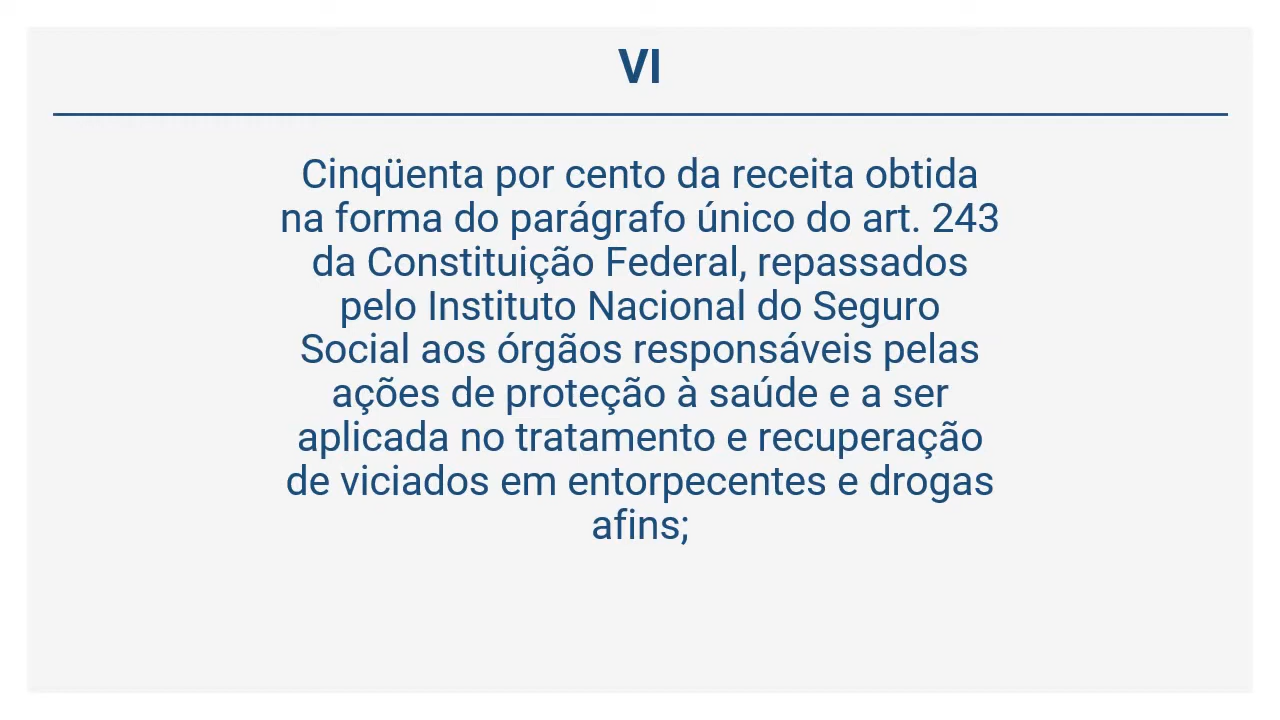 VI
Cinqüenta por cento da receita obtida
na forma do parágrafo único do art. 243
da Constituição Federal, repassados
pelo Instituto Nacional do Seguro
Social aos órgãos responsáveis pelas
ações de proteção à saúde e a ser
aplicada no tratamento e recuperação
de viciados em entorpecentes e drogas
afins;